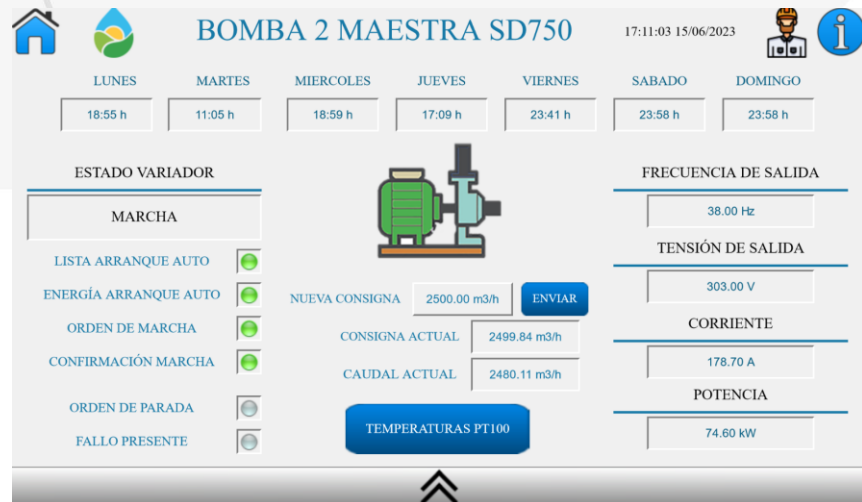 BOMBA 2 MAESTRA SD750
17:11:03 15/06/2023
i
LUNES MARTES MIERCOLES JUEVES VIERNES SABADO DOMINGO
18:55 h 11:05 h 18:59 h 17:09 h 23:41 h 23:58 h 23:58 h
ESTADO VARIADOR
MARCHA
LISTA ARRANQUE AUTO
ENERGÍA ARRANQUE AUTO
ORDEN DE MARCHA
CONFIRMACIÓN MARCHA
ORDEN DE PARADA
FALLO PRESENTE
NUEVA CONSIGNA 2500.00 m3/h ENVIAR
CONSIGNA ACTUAL 2499.84 m3/h
CAUDAL ACTUAL 2480.11 m3/h
TEMPERATURAS PT100
FRECUENCIA DE SALIDA
38.00 Hz
TENSIÓN DE SALIDA
303.00 V
CORRIENTE
178.70 A
POTENCIA
74.60 kW